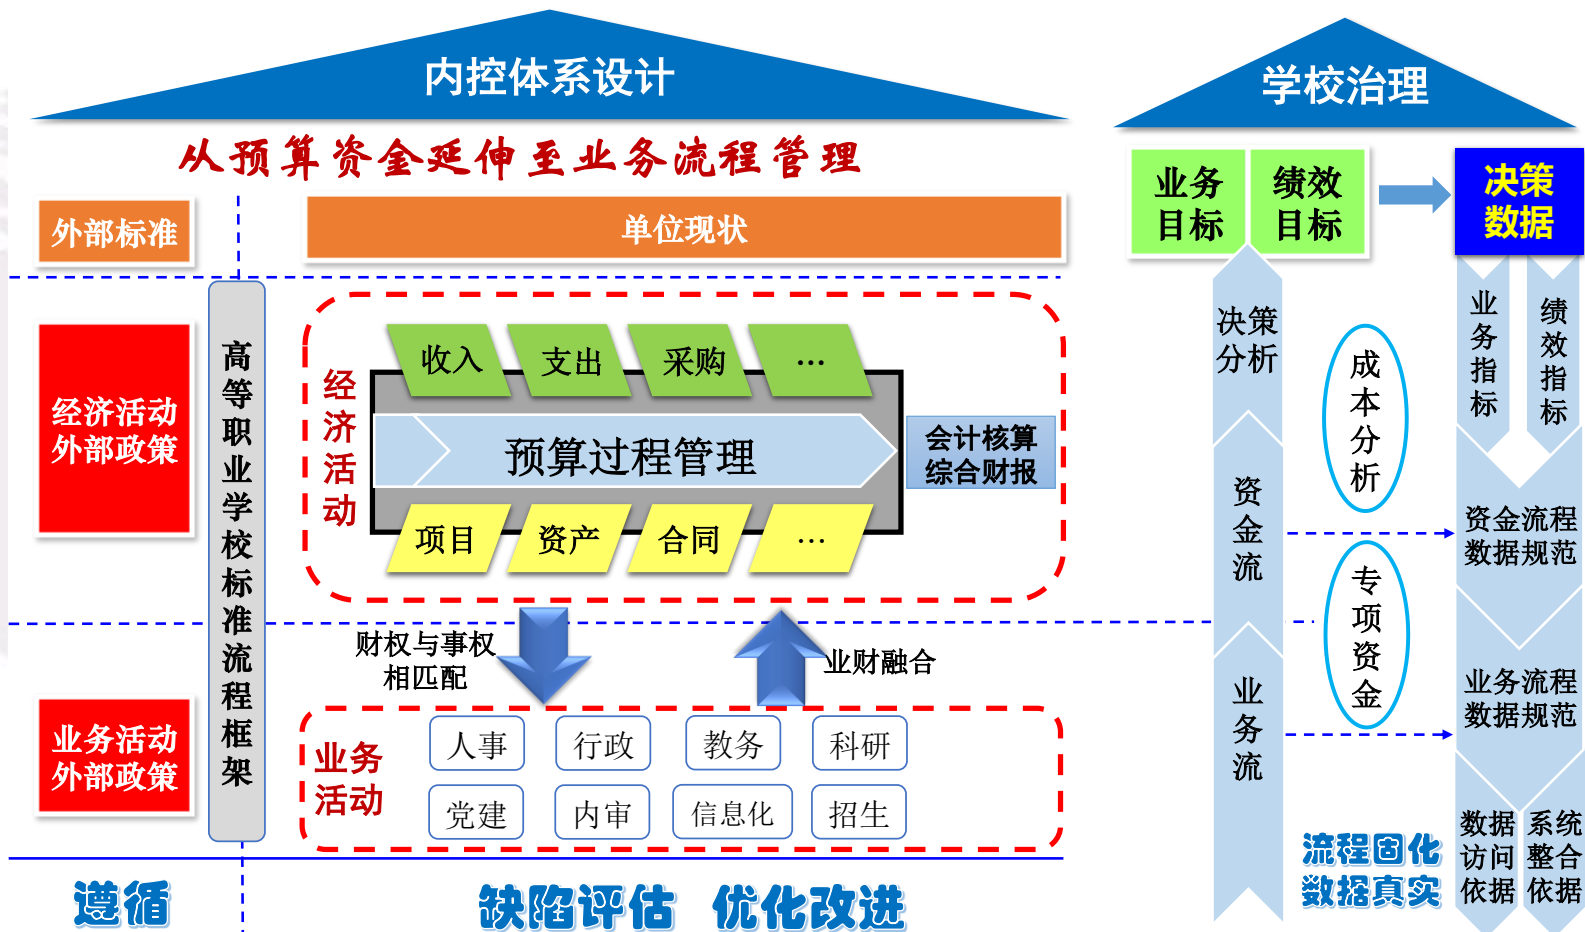 内控体系设计
从预算资金延伸至业务流程管理
外部标准
单位现状
经济活动
外部政策
业务活动
外部政策
高等职业学校标准流程框架
经济活动
收入
支出
采购
...
预算过程管理
会计核算
综合财报
项目
资产
合同
...
财权与事权
相匹配
业财融合
业务
活动
人事
行政
教务
科研
党建
内审
信息化
招生
遵循
缺陷评估 优化改进
学校治理
业务
目标
绩效
目标
决策
数据
决策
分析
资金流
业务流
成本分析
专项资金
业务指标
绩效指标
资金流程
数据规范
业务流程
数据规范
数据
访问
依据
系统
整合
依据
流程固化
数据真实